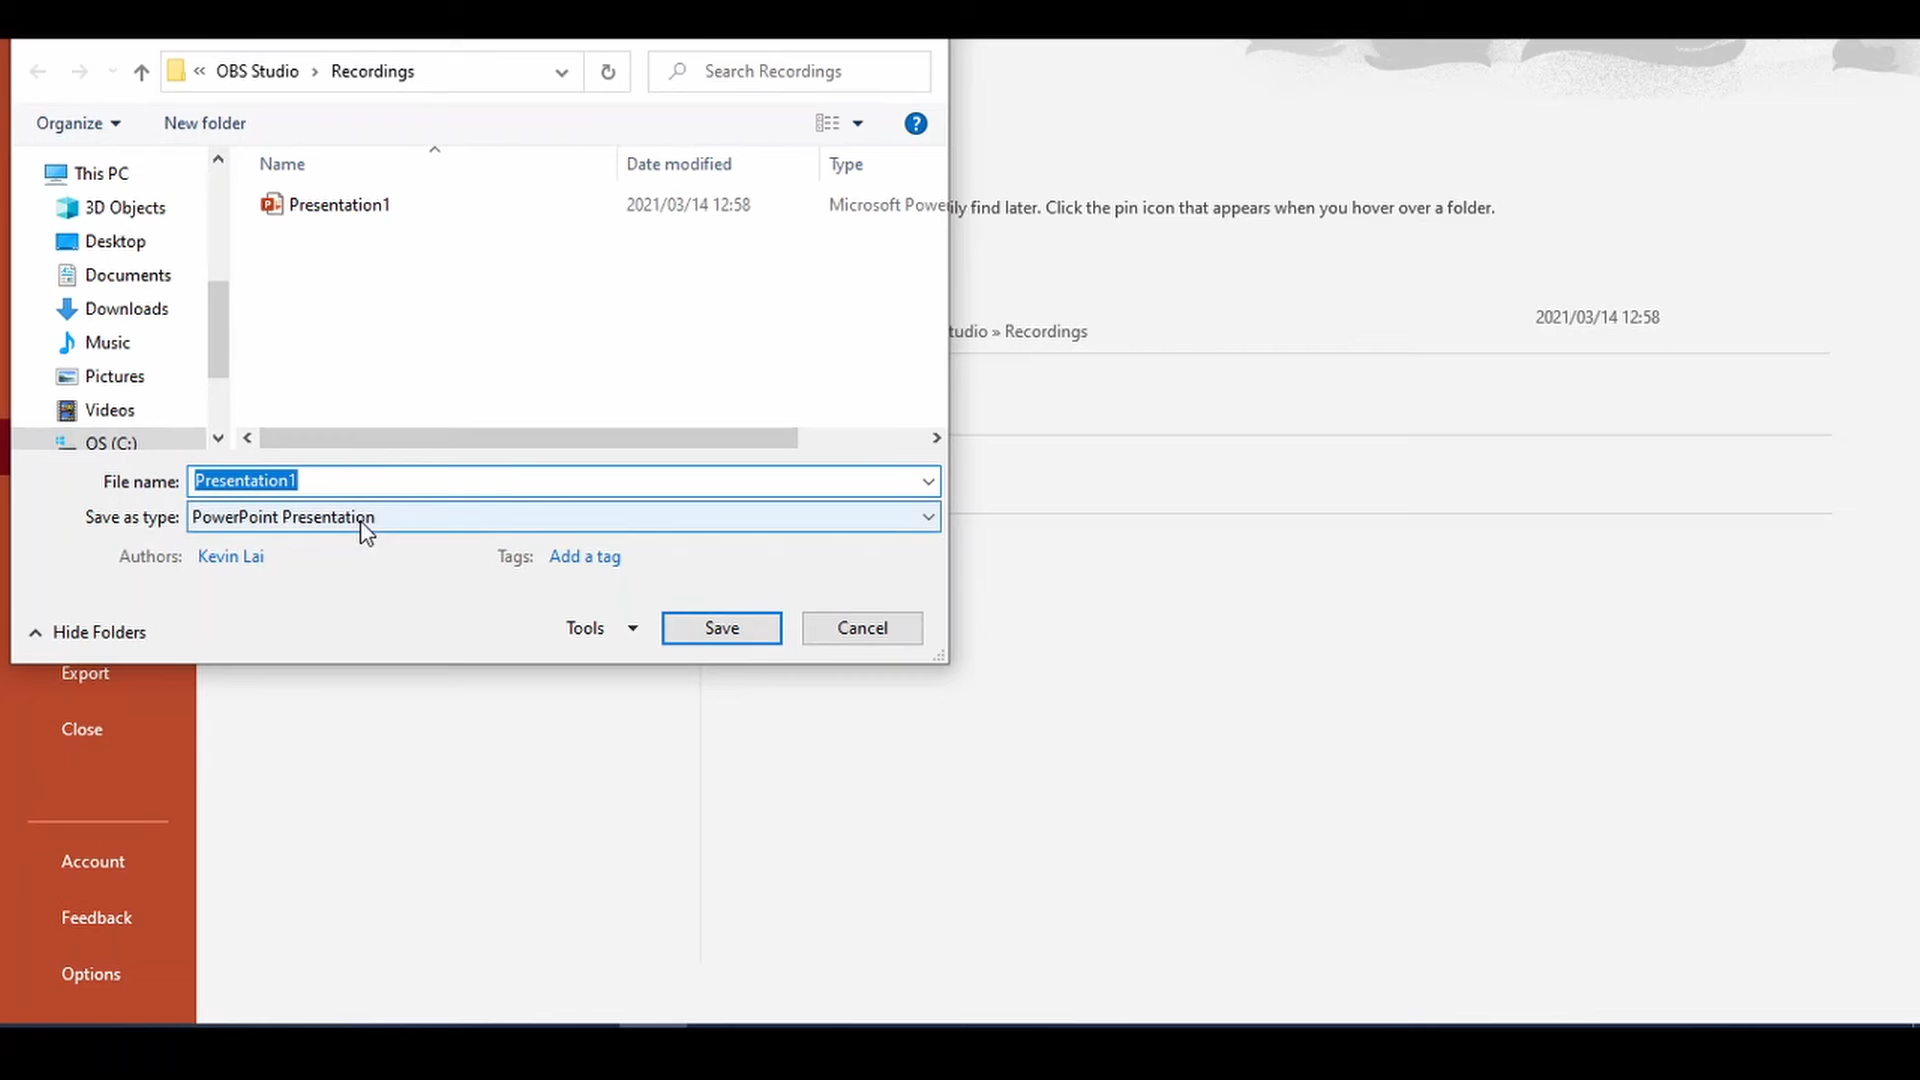 « OBS Studio › Recordings
Search Recordings
Organize
New folder
?
This PC
3D Objects
Desktop
Documents
Downloads
Music
Pictures
Videos
OS (C:)
Name Date modified Type
Presentation1 2021/03/14 12:58 Microsoft Powe
ily find later. Click the pin icon that appears when you hover over a folder.
2021/03/14 12:58
tudio » Recordings
File name: Presentation1
Save as type: PowerPoint Presentation
Authors: Kevin Lai Tags: Add a tag
Hide Folders
Tools Save Cancel
Export
Close
Account
Feedback
Options